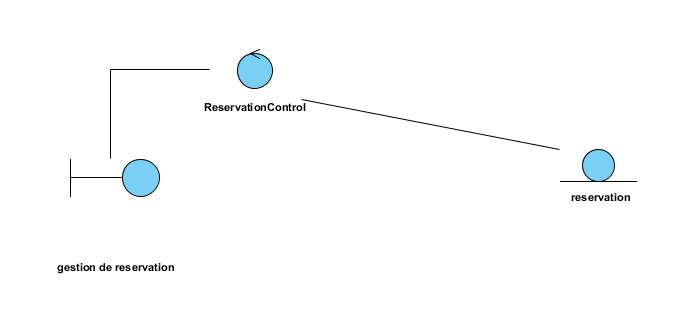 ReservationControl
reservation
gestion de reservation